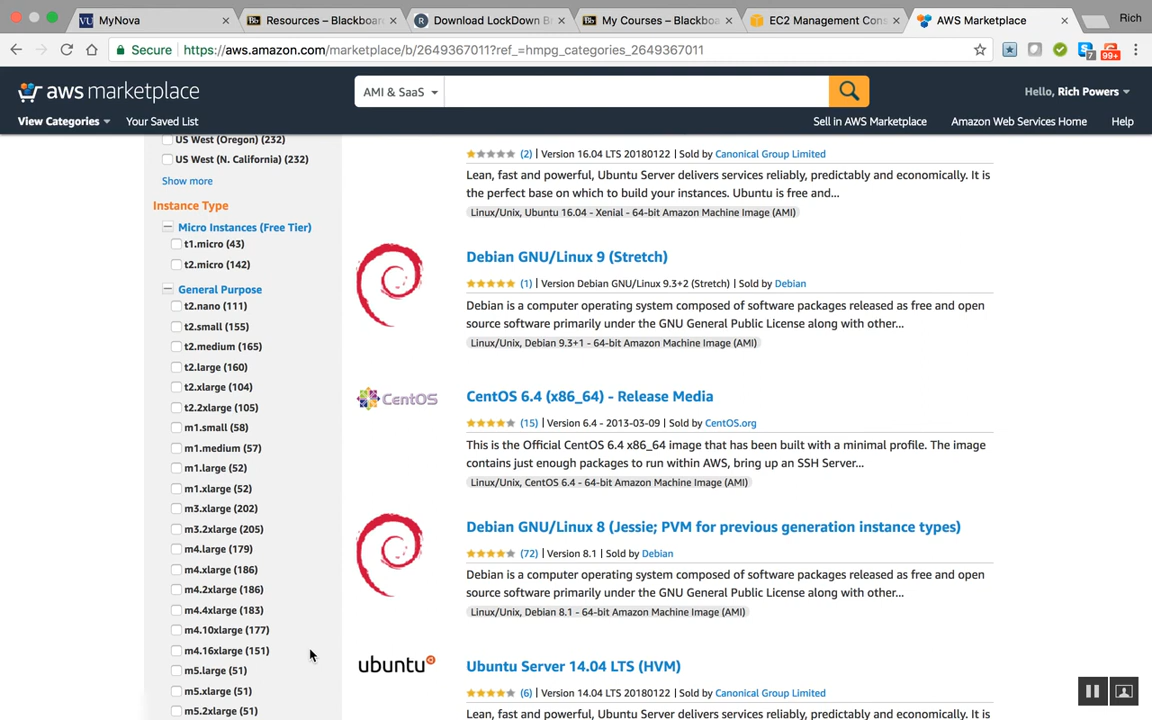 MyNova
Resources – Blackboard
Download LockDown B
My Courses – Blackboa
EC2 Management Cons
AWS Marketplace
Rich
Secure
https://aws.amazon.com/marketplace/b/2649367011?ref_=hmpg_categories_2649367011
7
99+
aws marketplace
AMI & SaaS
Hello, Rich Powers
View Categories
Your Saved List
Sell in AWS Marketplace
Amazon Web Services Home
Help
US West (Oregon) (232)
US West (N. California) (232)
Show more
Instance Type
Micro Instances (Free Tier)
t1.micro (43)
t2.micro (142)
General Purpose
t2.nano (111)
t2.small (155)
t2.medium (165)
t2.large (160)
t2.xlarge (104)
t2.2xlarge (105)
m1.small (58)
m1.medium (57)
m1.large (52)
m1.xlarge (52)
m3.xlarge (202)
m3.2xlarge (205)
m4.large (179)
m4.xlarge (186)
m4.2xlarge (186)
m4.4xlarge (183)
m4.10xlarge (177)
m4.16xlarge (151)
m5.large (51)
m5.xlarge (51)
m5.2xlarge (51)
(2) | Version 16.04 LTS 20180122 | Sold by Canonical Group Limited
Lean, fast and powerful, Ubuntu Server delivers services reliably, predictably and economically. It is
the perfect base on which to build your instances. Ubuntu is free and...
Linux/Unix, Ubuntu 16.04 - Xenial - 64-bit Amazon Machine Image (AMI)
Debian GNU/Linux 9 (Stretch)
(1) | Version Debian GNU/Linux 9.3+2 (Stretch) | Sold by Debian
Debian is a computer operating system composed of software packages released as free and open
source software primarily under the GNU General Public License along with other...
Linux/Unix, Debian 9.3+1 - 64-bit Amazon Machine Image (AMI)
CentOS
CentOS 6.4 (x86_64) - Release Media
(15) | Version 6.4 - 2013-03-09 | Sold by CentOS.org
This is the Official CentOS 6.4 x86_64 image that has been built with a minimal profile. The image
contains just enough packages to run within AWS, bring up an SSH Server...
Linux/Unix, CentOS 6.4 - 64-bit Amazon Machine Image (AMI)
Debian GNU/Linux 8 (Jessie; PVM for previous generation instance types)
(72) | Version 8.1 | Sold by Debian
Debian is a computer operating system composed of software packages released as free and open
source software primarily under the GNU General Public License along with other...
Linux/Unix, Debian 8.1 - 64-bit Amazon Machine Image (AMI)
ubuntu
Ubuntu Server 14.04 LTS (HVM)
(6) | Version 14.04 LTS 20180122 | Sold by Canonical Group Limited
Lean, fast and powerful, Ubuntu Server delivers services reliably, predictably and economically. It is